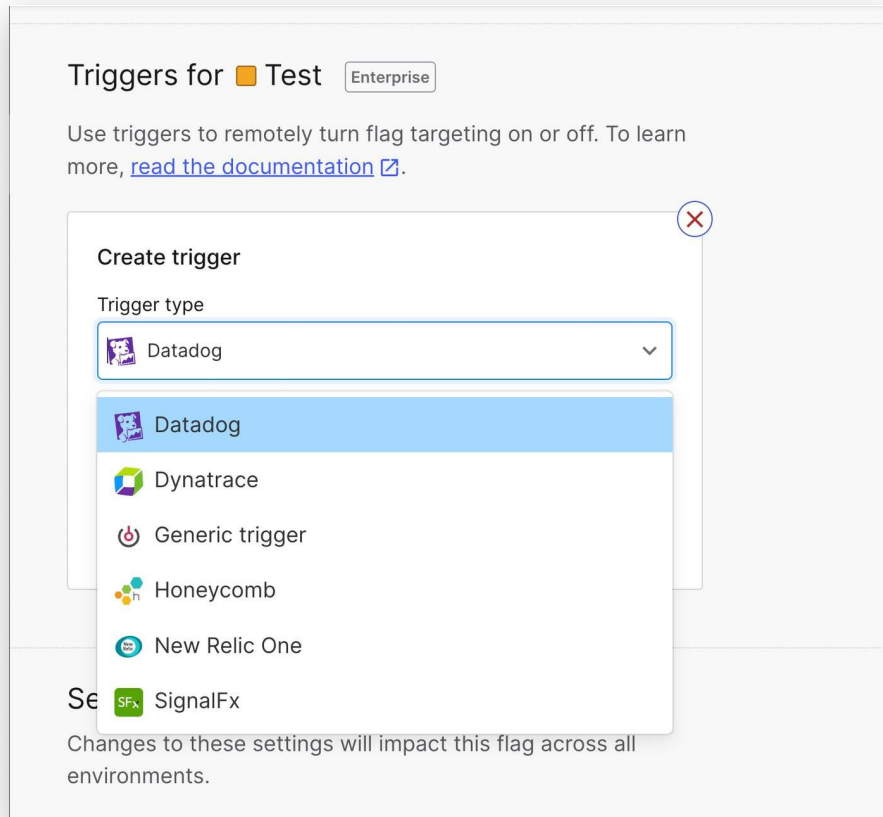 Triggers for Test Enterprise
Use triggers to remotely turn flag targeting on or off. To learn
more, read the documentation.
Create trigger
Trigger type
Datadog
Datadog
Dynatrace
Generic trigger
h Honeycomb
New Relic New Relic One
SFx SignalFx
Se
Changes to these settings will impact this flag across all
environments.